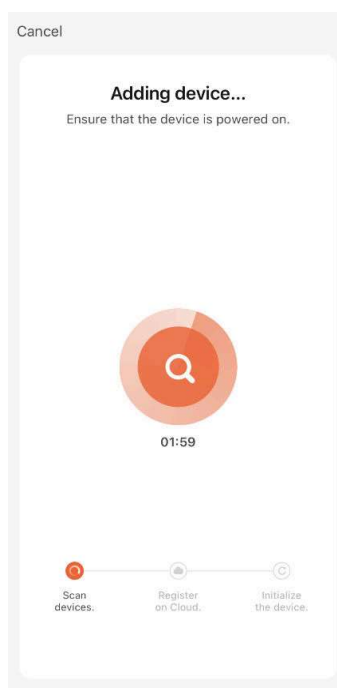 Cancel
Adding device...
Ensure that the device is powered on.
01:59
Scan
devices.
Register
on Cloud.
Initialize
the device.